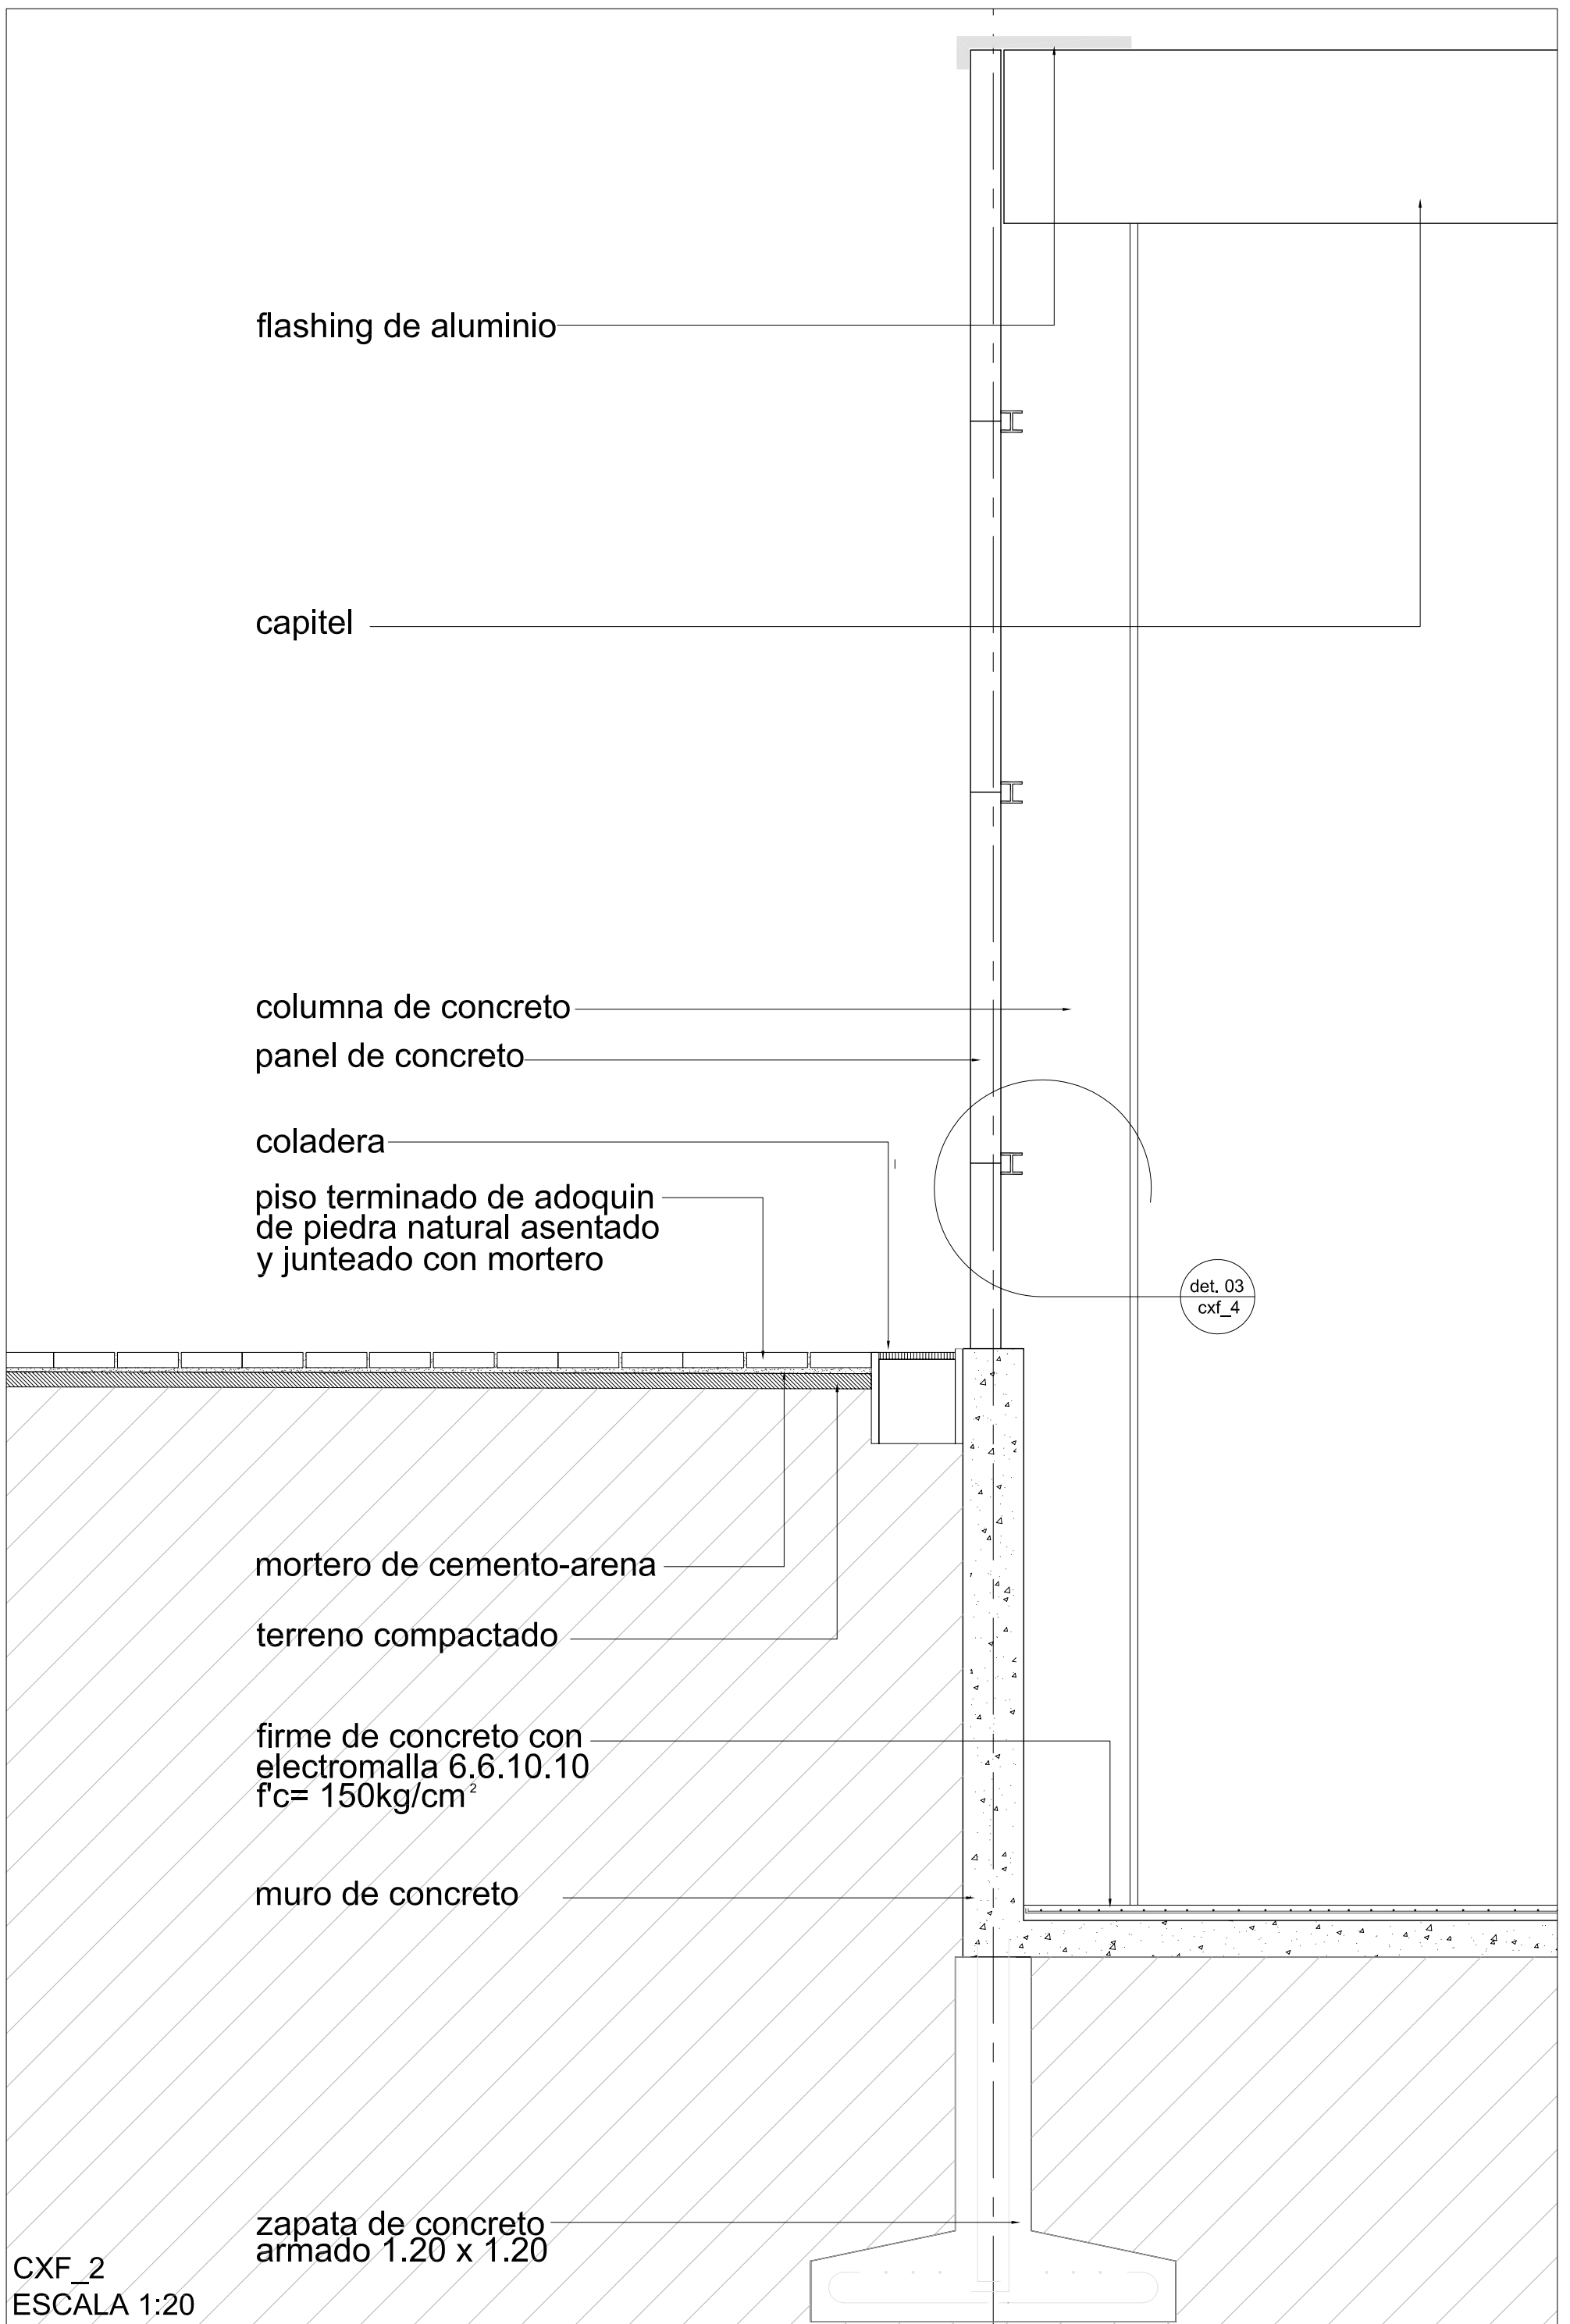 flashing de aluminio
capitel
columna de concreto
panel de concreto
coladera
piso terminado de adoquin
de piedra natural asentado
y junteado con mortero
det. 03
cxf_4
mortero de cemento-arena
terreno compactado
firme de concreto con
electromalla 6.6.10.10
f'c= 150kg/cm²
muro de concreto
zapata de concreto
armado 1.20 x 1.20
CXF_2
ESCALA 1:20